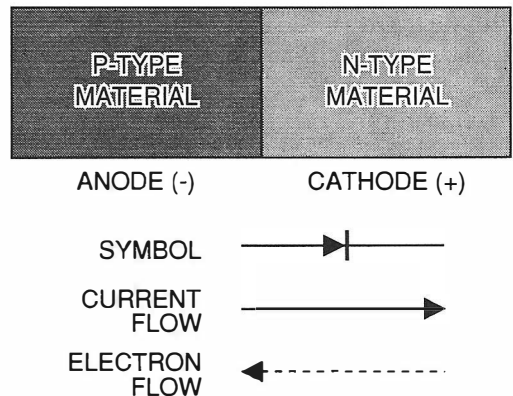 P-TYPE
MATERIAL
N-TYPE
MATERIAL
ANODE (-)
CATHODE (+)
SYMBOL
CURRENT
FLOW
ELECTRON
FLOW